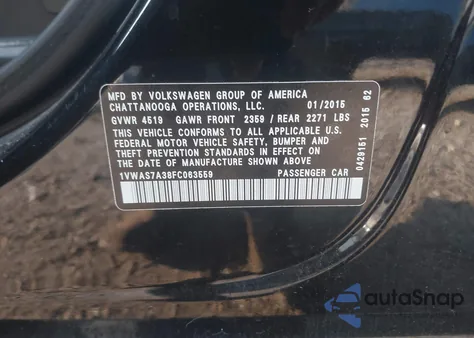 MFD BY VOLKSWAGEN GROUP OF AMERICA
CHATTANOOGA OPERATIONS, LLC. 01/2015
GVWR 4519 GAWR FRONT 2359 / REAR 2271 LBS
THIS VEHICLE CONFORMS TO ALL APPLICABLE U.S.
FEDERAL MOTOR VEHICLE SAFETY, BUMPER AND
THEFT PREVENTION STANDARDS IN EFFECT ON THE
DATE OF MANUFACTURE SHOWN ABOVE.
1VWAS7A38FC063559 PASSENGER CAR
0429151 2015 62
autoSnap